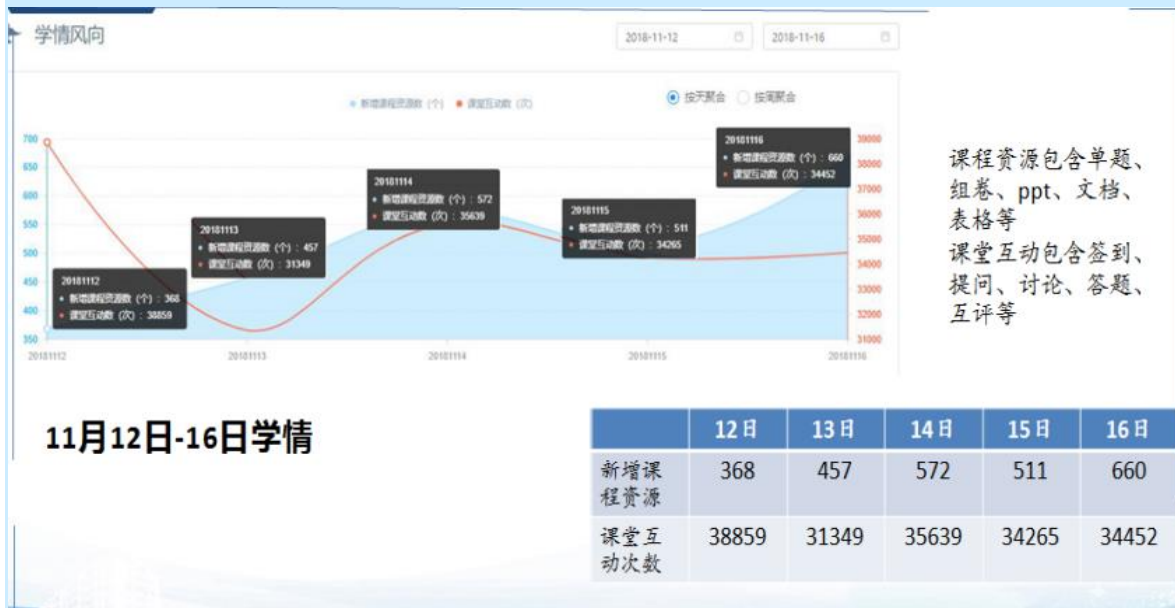 学情风向
2018-11-12
2018-11-16
新增课程资源数 (个)
课堂互动数 (次)
按天聚合
按周聚合
700
650
600
550
500
450
400
350
39000
38000
37000
36000
35000
34000
33000
32000
31000
20181112
新增课程资源数 (个) : 368
课堂互动数 (次) : 38859
20181113
新增课程资源数 (个) : 457
课堂互动数 (次) : 31349
20181114
新增课程资源数 (个) : 572
课堂互动数 (次) : 35639
20181115
新增课程资源数 (个) : 511
课堂互动数 (次) : 34265
20181116
新增课程资源数 (个) : 660
课堂互动数 (次) : 34452
20181112
20181113
20181114
20181115
20181116
课程资源包含单题、
组卷、ppt、文档、
表格等
课堂互动包含签到、
提问、讨论、答题、
互评等
11月12日-16日学情
12日 13日 14日 15日 16日
新增课
程资源
368 457 572 511 660
课堂互
动次数
38859 31349 35639 34265 34452